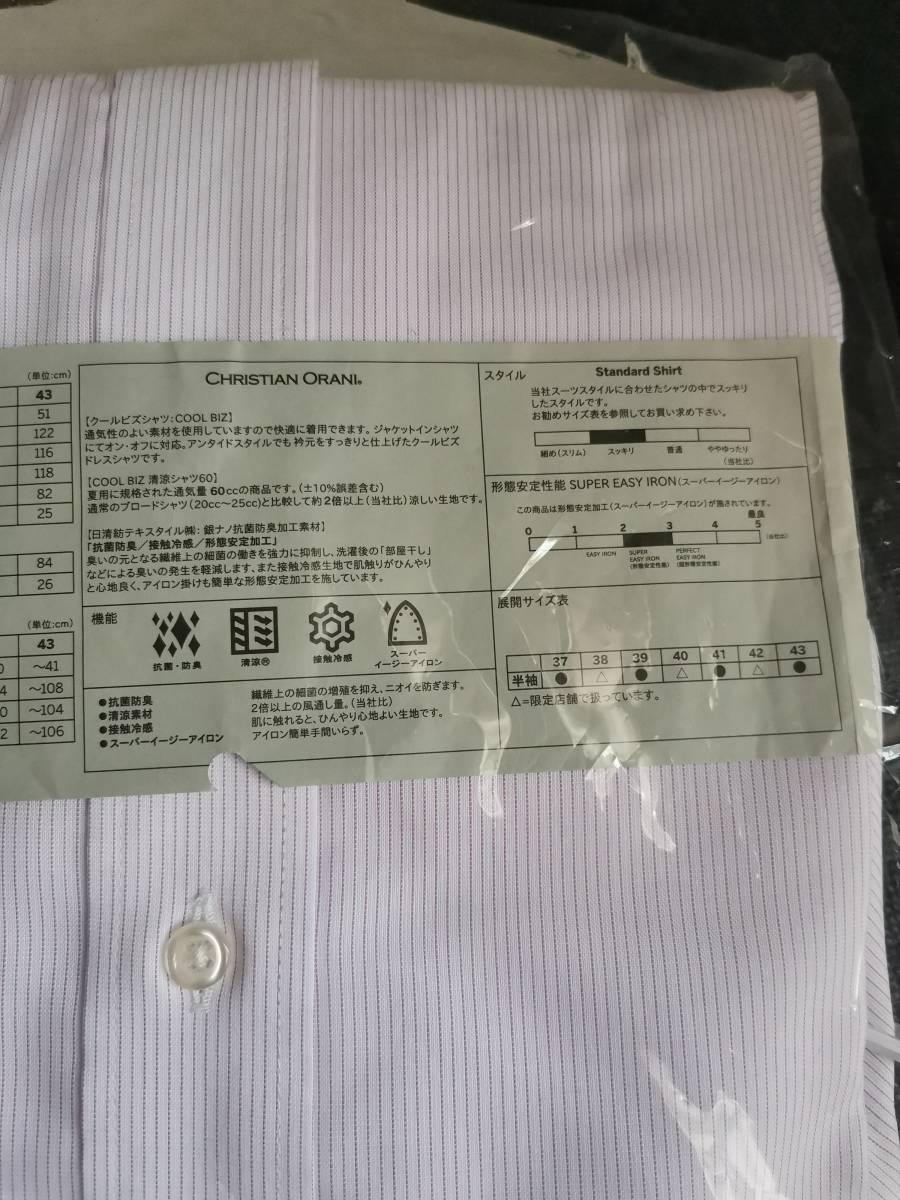 (単位:cm)
43
51
122
116
118
82
25
84
26
(単位:cm)
43
0 ～41
4 ～108
0 ～104
2 ～106
CHRISTIAN ORANI®
【クールビズシャツ:COOL BIZ】
通気性のよい素材を使用していますので快適に着用できます。ジャケットインシャツ
にてオン・オフに対応。アンタイドスタイルでも衿元をすっきりと仕上げたクールビズ
ドレスシャツです。
【COOL BIZ 清涼シャツ60】
夏用に規格された通気量60ccの商品です。(±10%誤差含む)
通常のブロードシャツ(20cc～25cc)と比較して約2倍以上(当社比)涼しい生地です。
【日清紡テキスタイル㈱: 銀ナノ抗菌防臭加工素材】
「抗菌防臭／接触冷感／形態安定加工」
臭いの元となる繊維上の細菌の働きを強力に抑制し、洗濯後の「部屋干し」
などによる臭いの発生を軽減します、また接触冷感生地で肌触りがひんやり
と心地良く、アイロン掛けも簡単な形態安定加工を施しています。
機能
抗菌・防臭
清涼㊕
接触冷感
スーパー
イージーアイロン
●抗菌防臭 繊維上の細菌の増殖を抑え、ニオイを防ぎます。
●清涼素材 2倍以上の風通し量。(当社比)
●接触冷感 肌に触れると、ひんやり心地よい生地です。
●スーパーイージーアイロン アイロン簡単手間いらず。
スタイル Standard Shirt
当社スーツスタイルに合わせたシャツの中でスッキリ
したスタイルです。
お勧めサイズ表を参照してお買い求め下さい。
細め(スリム) スッキリ 普通 ややゆったり
(当社比)
形態安定性能 SUPER EASY IRON(スーパーイージーアイロン)
この商品は形態安定加工(スーパーイージーアイロン)が施されています。
最良
0 1 2 3 4 5
(当社比)
EASY IRON
SUPER
EASY IRON
(形態安定性能)
PERFECT
EASY IRON
(超形態安定性能)
展開サイズ表
37 38 39 40 41 42 43
半袖 ● △ ● △ ● △ ●
△=限定店舗で扱っています。